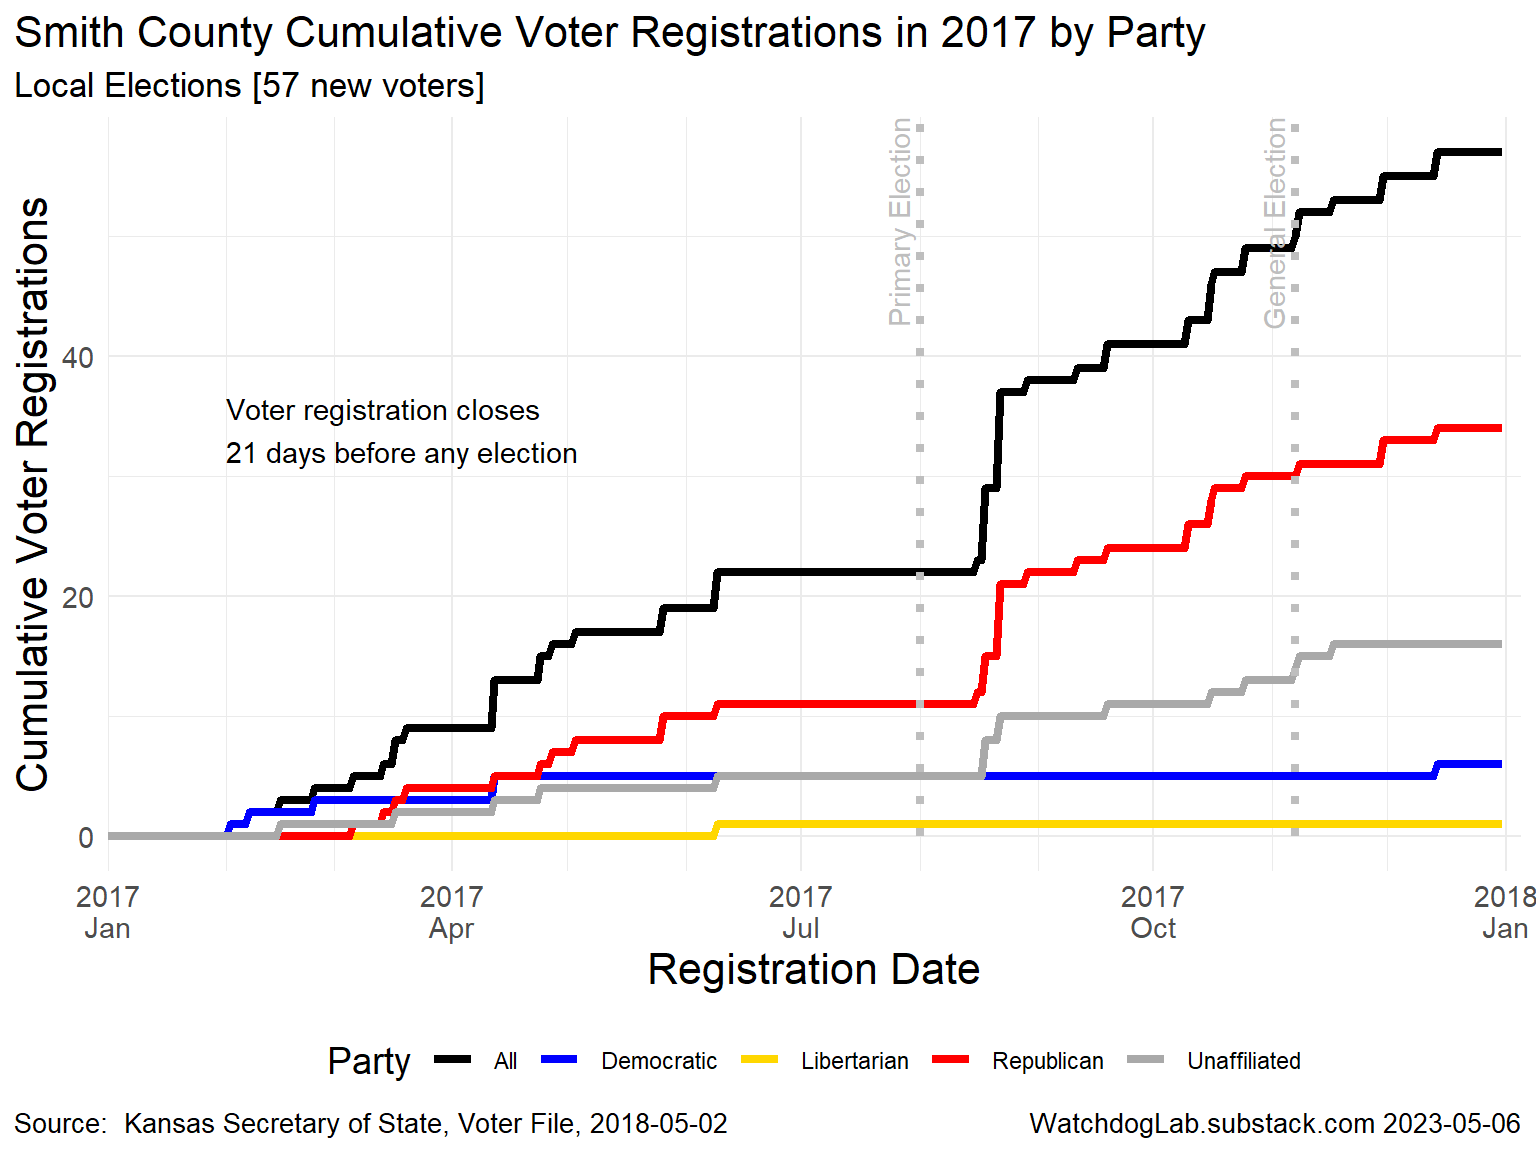 Smith County Cumulative Voter Registrations in 2017 by Party
Local Elections [57 new voters]
Cumulative Voter Registrations
40
20
0
Primary Election
General Election
Voter registration closes
21 days before any election
2017 2017 2017 2017 2018
Jan Apr Jul Oct Jan
Registration Date
Party All Democratic Libertarian Republican Unaffiliated
Source:  Kansas Secretary of State, Voter File, 2018-05-02
WatchdogLab.substack.com 2023-05-06